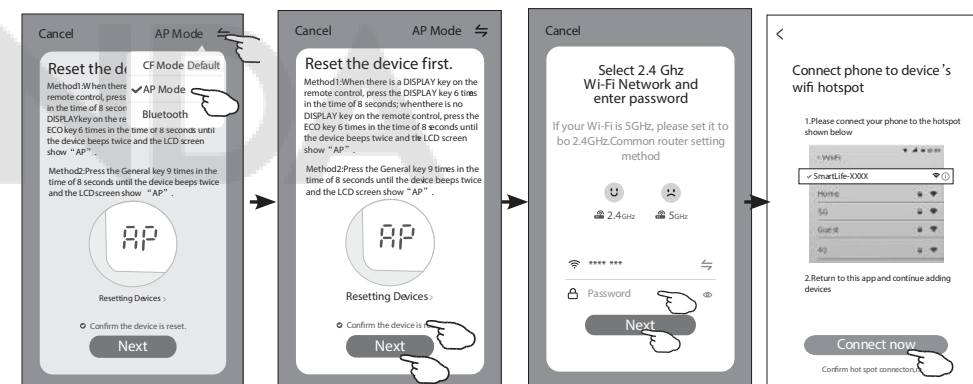 Cancel AP Mode
Reset the de
CF Mode Default
AP Mode
Bluetooth
Method1:When there
remote control, press
in the time of 8 secon
DISPLAYkey on the re
ECO key 6 times in the time of 8 seconds until
the device beeps twice and the LCD screen
show “AP”.
Method2:Press the General key 9 times in the
time of 8 seconds until the device beeps twice
and the LCD screen show “AP”.
AP
Resetting Devices >
Confirm the device is reset.
Next
Cancel AP Mode
Reset the device first.
Method1:When there is a DISPLAY key on the
remote control, press the DISPLAY key 6 times
in the time of 8 seconds; whenthere is no
DISPLAY key on the remote control, press the
ECO key 6 times in the time of 8 seconds until
the device beeps twice and the LCD screen
show “AP”.
Method2:Press the General key 9 times in the
time of 8 seconds until the device beeps twice
and the LCD screen show “AP”.
AP
Resetting Devices >
Confirm the device is re
Next
Cancel
Select 2.4 Ghz
Wi-Fi Network and
enter password
If your Wi-Fi is 5GHz, please set it to
bo 2.4GHz.Common router setting
method
2.4GHz 5GHz
**** ***
Password
Next
<
Connect phone to device's
wifi hotspot
1.Please connect your phone to the hotspot
shown below
< WiFi
SmartLife-XXXX
Home
5G
Guest
4G
2.Return to this app and continue adding
devices
Connect now
Confirm hot spot connecton,